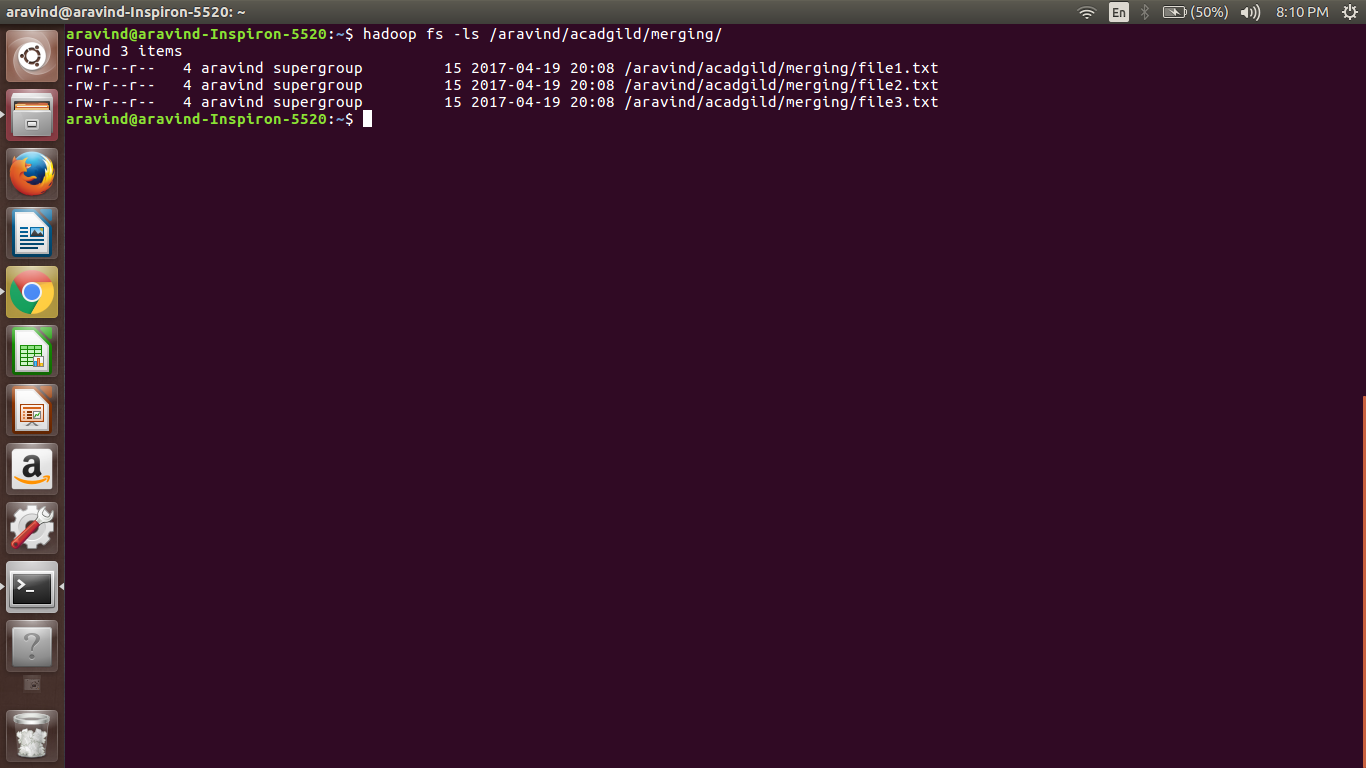 aravind@aravind-Inspiron-5520: ~
En
(50%)
8:10 PM
aravind@aravind-Inspiron-5520:~$ hadoop fs -ls /aravind/acadgild/merging/
Found 3 items
-rw-r--r--   4 aravind supergroup         15 2017-04-19 20:08 /aravind/acadgild/merging/file1.txt
-rw-r--r--   4 aravind supergroup         15 2017-04-19 20:08 /aravind/acadgild/merging/file2.txt
-rw-r--r--   4 aravind supergroup         15 2017-04-19 20:08 /aravind/acadgild/merging/file3.txt
aravind@aravind-Inspiron-5520:~$
a
>_
?